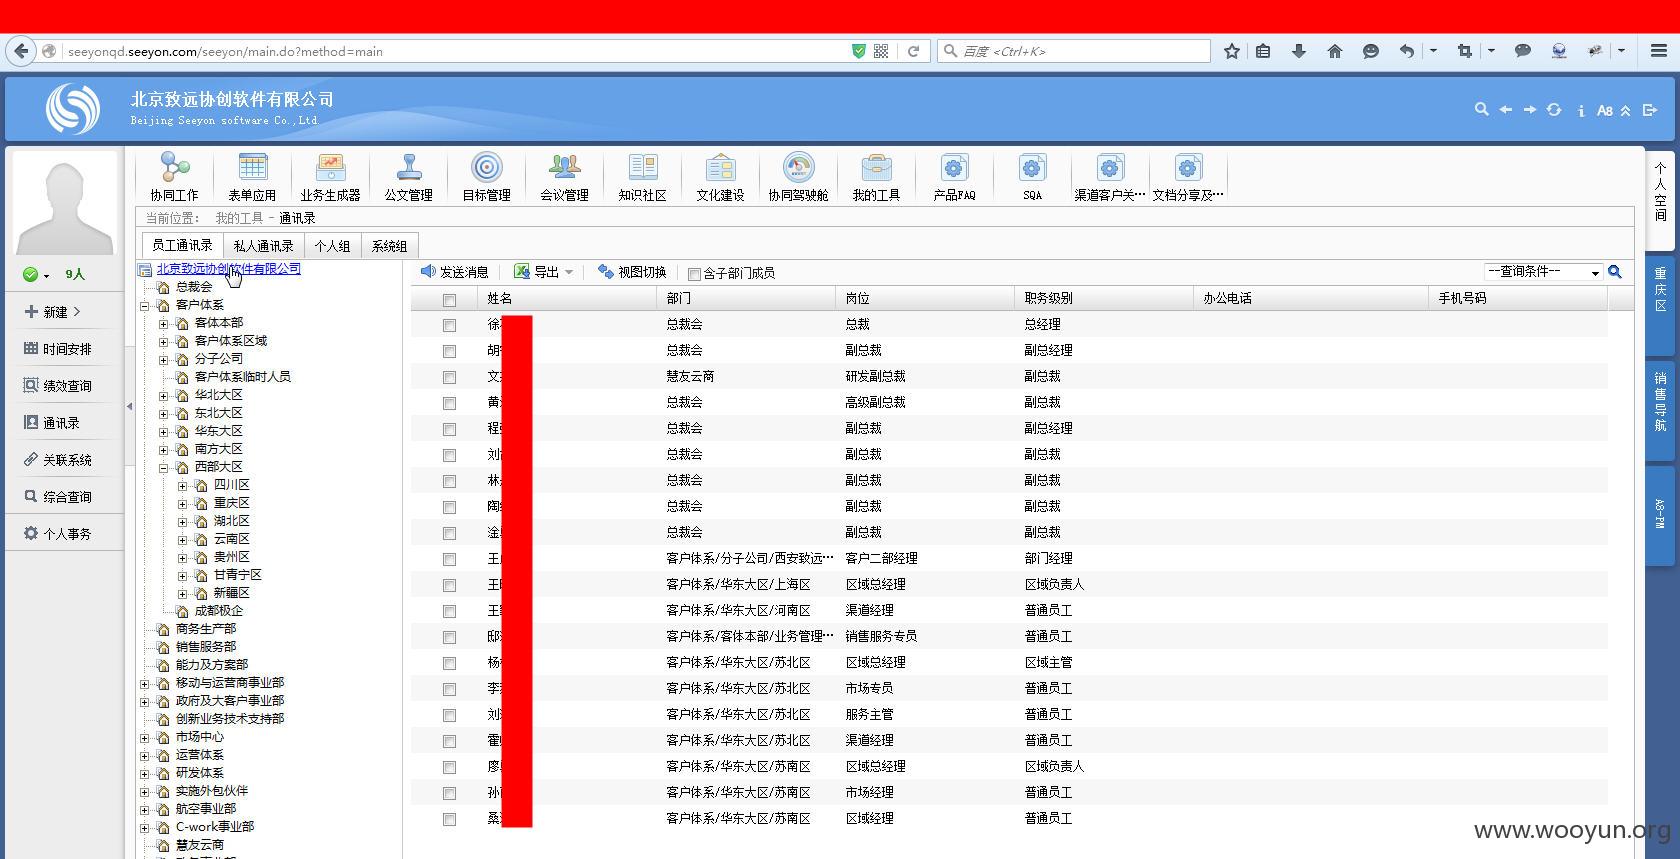 seeyonqd.seeyon.com/seeyon/main.do?method=main
百度 <Ctrl+K>
北京致远协创软件有限公司
Beijing Seeyon software Co.,Ltd.
A8
协同工作 表单应用 业务生成器 公文管理 目标管理 会议管理 知识社区 文化建设 协同驾驶舱 我的工具 产品FAQ SQA 渠道客户关… 文档分享及…
当前位置： 我的工具 - 通讯录
员工通讯录 私人通讯录 个人组 系统组
9人
新建
时间安排
绩效查询
通讯录
关联系统
综合查询
个人事务
北京致远协创软件有限公司
总裁会
客户体系
客体本部
客户体系区域
分子公司
客户体系临时人员
华北大区
东北大区
华东大区
南方大区
西部大区
四川区
重庆区
湖北区
云南区
贵州区
甘青宁区
新疆区
成都极企
商务生产部
销售服务部
能力及方案部
移动与运营商事业部
政府及大客户事业部
创新业务技术支持部
市场中心
运营体系
研发体系
实施外包伙伴
航空事业部
C-work事业部
慧友云商
发送消息 导出 视图切换 含子部门成员 --查询条件--
姓名 部门 岗位 职务级别 办公电话 手机号码
徐 总裁会 总裁 总经理
胡 总裁会 副总裁 副总经理
文 慧友云商 研发副总裁 副总裁
黄 总裁会 高级副总裁 副总裁
程 总裁会 副总裁 副总经理
刘 总裁会 副总裁 副总裁
林 总裁会 副总裁 副总裁
陶 总裁会 副总裁 副总裁
淦 总裁会 副总裁 副总裁
王 客户体系/分子公司/西安致远… 客户二部经理 部门经理
王 客户体系/华东大区/上海区 区域总经理 区域负责人
王 客户体系/华东大区/河南区 渠道经理 普通员工
邸 客户体系/客体本部/业务管理… 销售服务专员 普通员工
杨 客户体系/华东大区/苏北区 区域总经理 区域主管
李 客户体系/华东大区/苏北区 市场专员 普通员工
刘 客户体系/华东大区/苏北区 服务主管 普通员工
霍 客户体系/华东大区/苏北区 渠道经理 普通员工
廖 客户体系/华东大区/苏南区 区域总经理 区域负责人
孙 客户体系/华东大区/苏南区 市场经理 普通员工
桑 客户体系/华东大区/苏南区 区域经理 普通员工
个人空间
重庆区
销售导航
A8-PM
www.wooyun.org